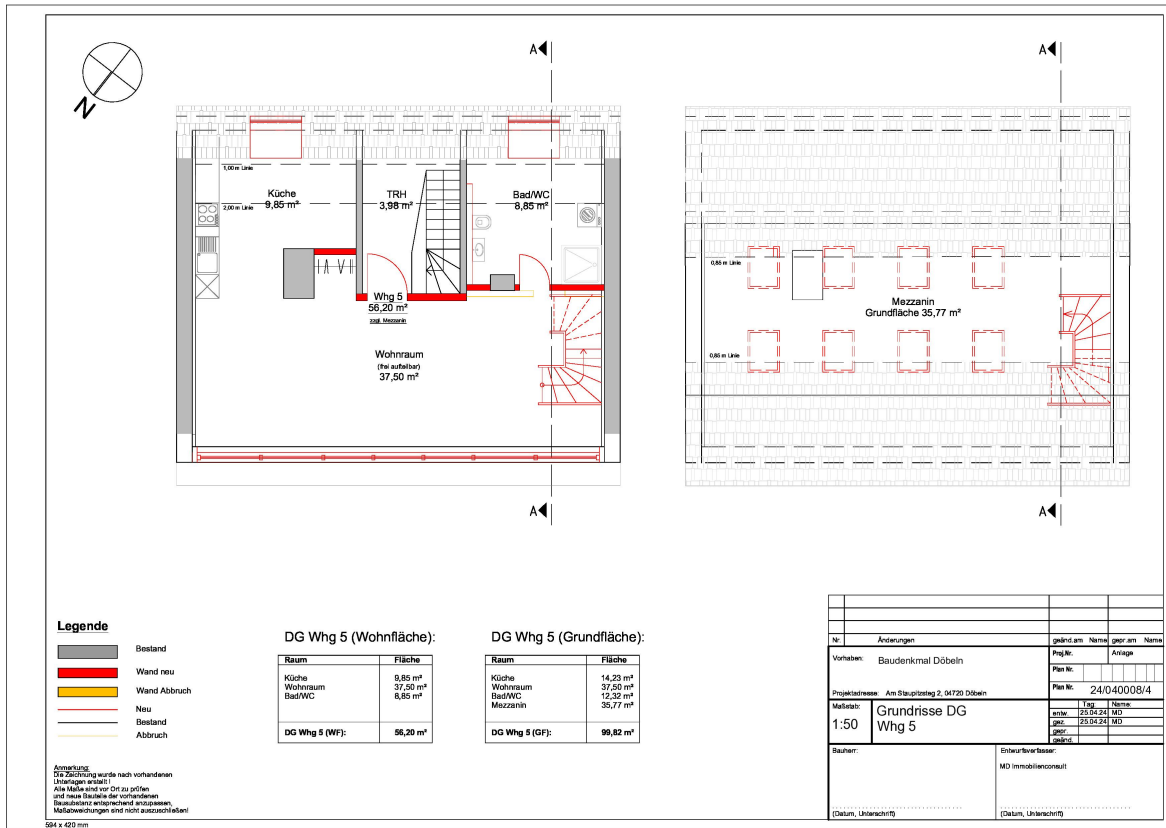 A
A
N
1,00 m Linie
Küche
9,85 m²
TRH
3,98 m²
Bad/WC
8,85 m²
2,00 m Linie
Whg 5
56,20 m²
zzgl. Mezzanin
Wohnraum
(frei aufteilbar)
37,50 m²
0,85 m Linie
Mezzanin
Grundfläche 35,77 m²
0,85 m Linie
A
A
Legende
Bestand
Wand neu
Wand Abbruch
Neu
Bestand
Abbruch
Anmerkung:
Die Zeichnung wurde nach vorhandenen
Unterlagen erstellt !
Alle Maße sind vor Ort zu prüfen
und neue Bauteile der vorhandenen
Bausubstanz entsprechend anzupassen,
Maßabweichungen sind nicht auszuschließen!
594 x 420 mm
DG Whg 5 (Wohnfläche):
Raum Fläche
Küche 9,85 m²
Wohnraum 37,50 m²
Bad/WC 8,85 m²
DG Whg 5 (WF): 56,20 m²
DG Whg 5 (Grundfläche):
Raum Fläche
Küche 14,23 m²
Wohnraum 37,50 m²
Bad/WC 12,32 m²
Mezzanin 35,77 m²
DG Whg 5 (GF): 99,82 m²
Nr. Änderungen geänd.am Name gepr.am Name
Vorhaben: Baudenkmal Döbeln
Proj.Nr. Anlage
Plan Nr.
Projektadresse: Am Staupitzsteg 2, 04720 Döbeln
Plan Nr. 24/040008/4
Maßstab:
1:50
Grundrisse DG
Whg 5
Tag: Name:
entw. 25.04.24 MD
gez. 25.04.24 MD
gepr.
geänd.
Bauherr:
Entwurfsverfasser:
MD Immobilienconsult
(Datum, Unterschrift)
(Datum, Unterschrift)